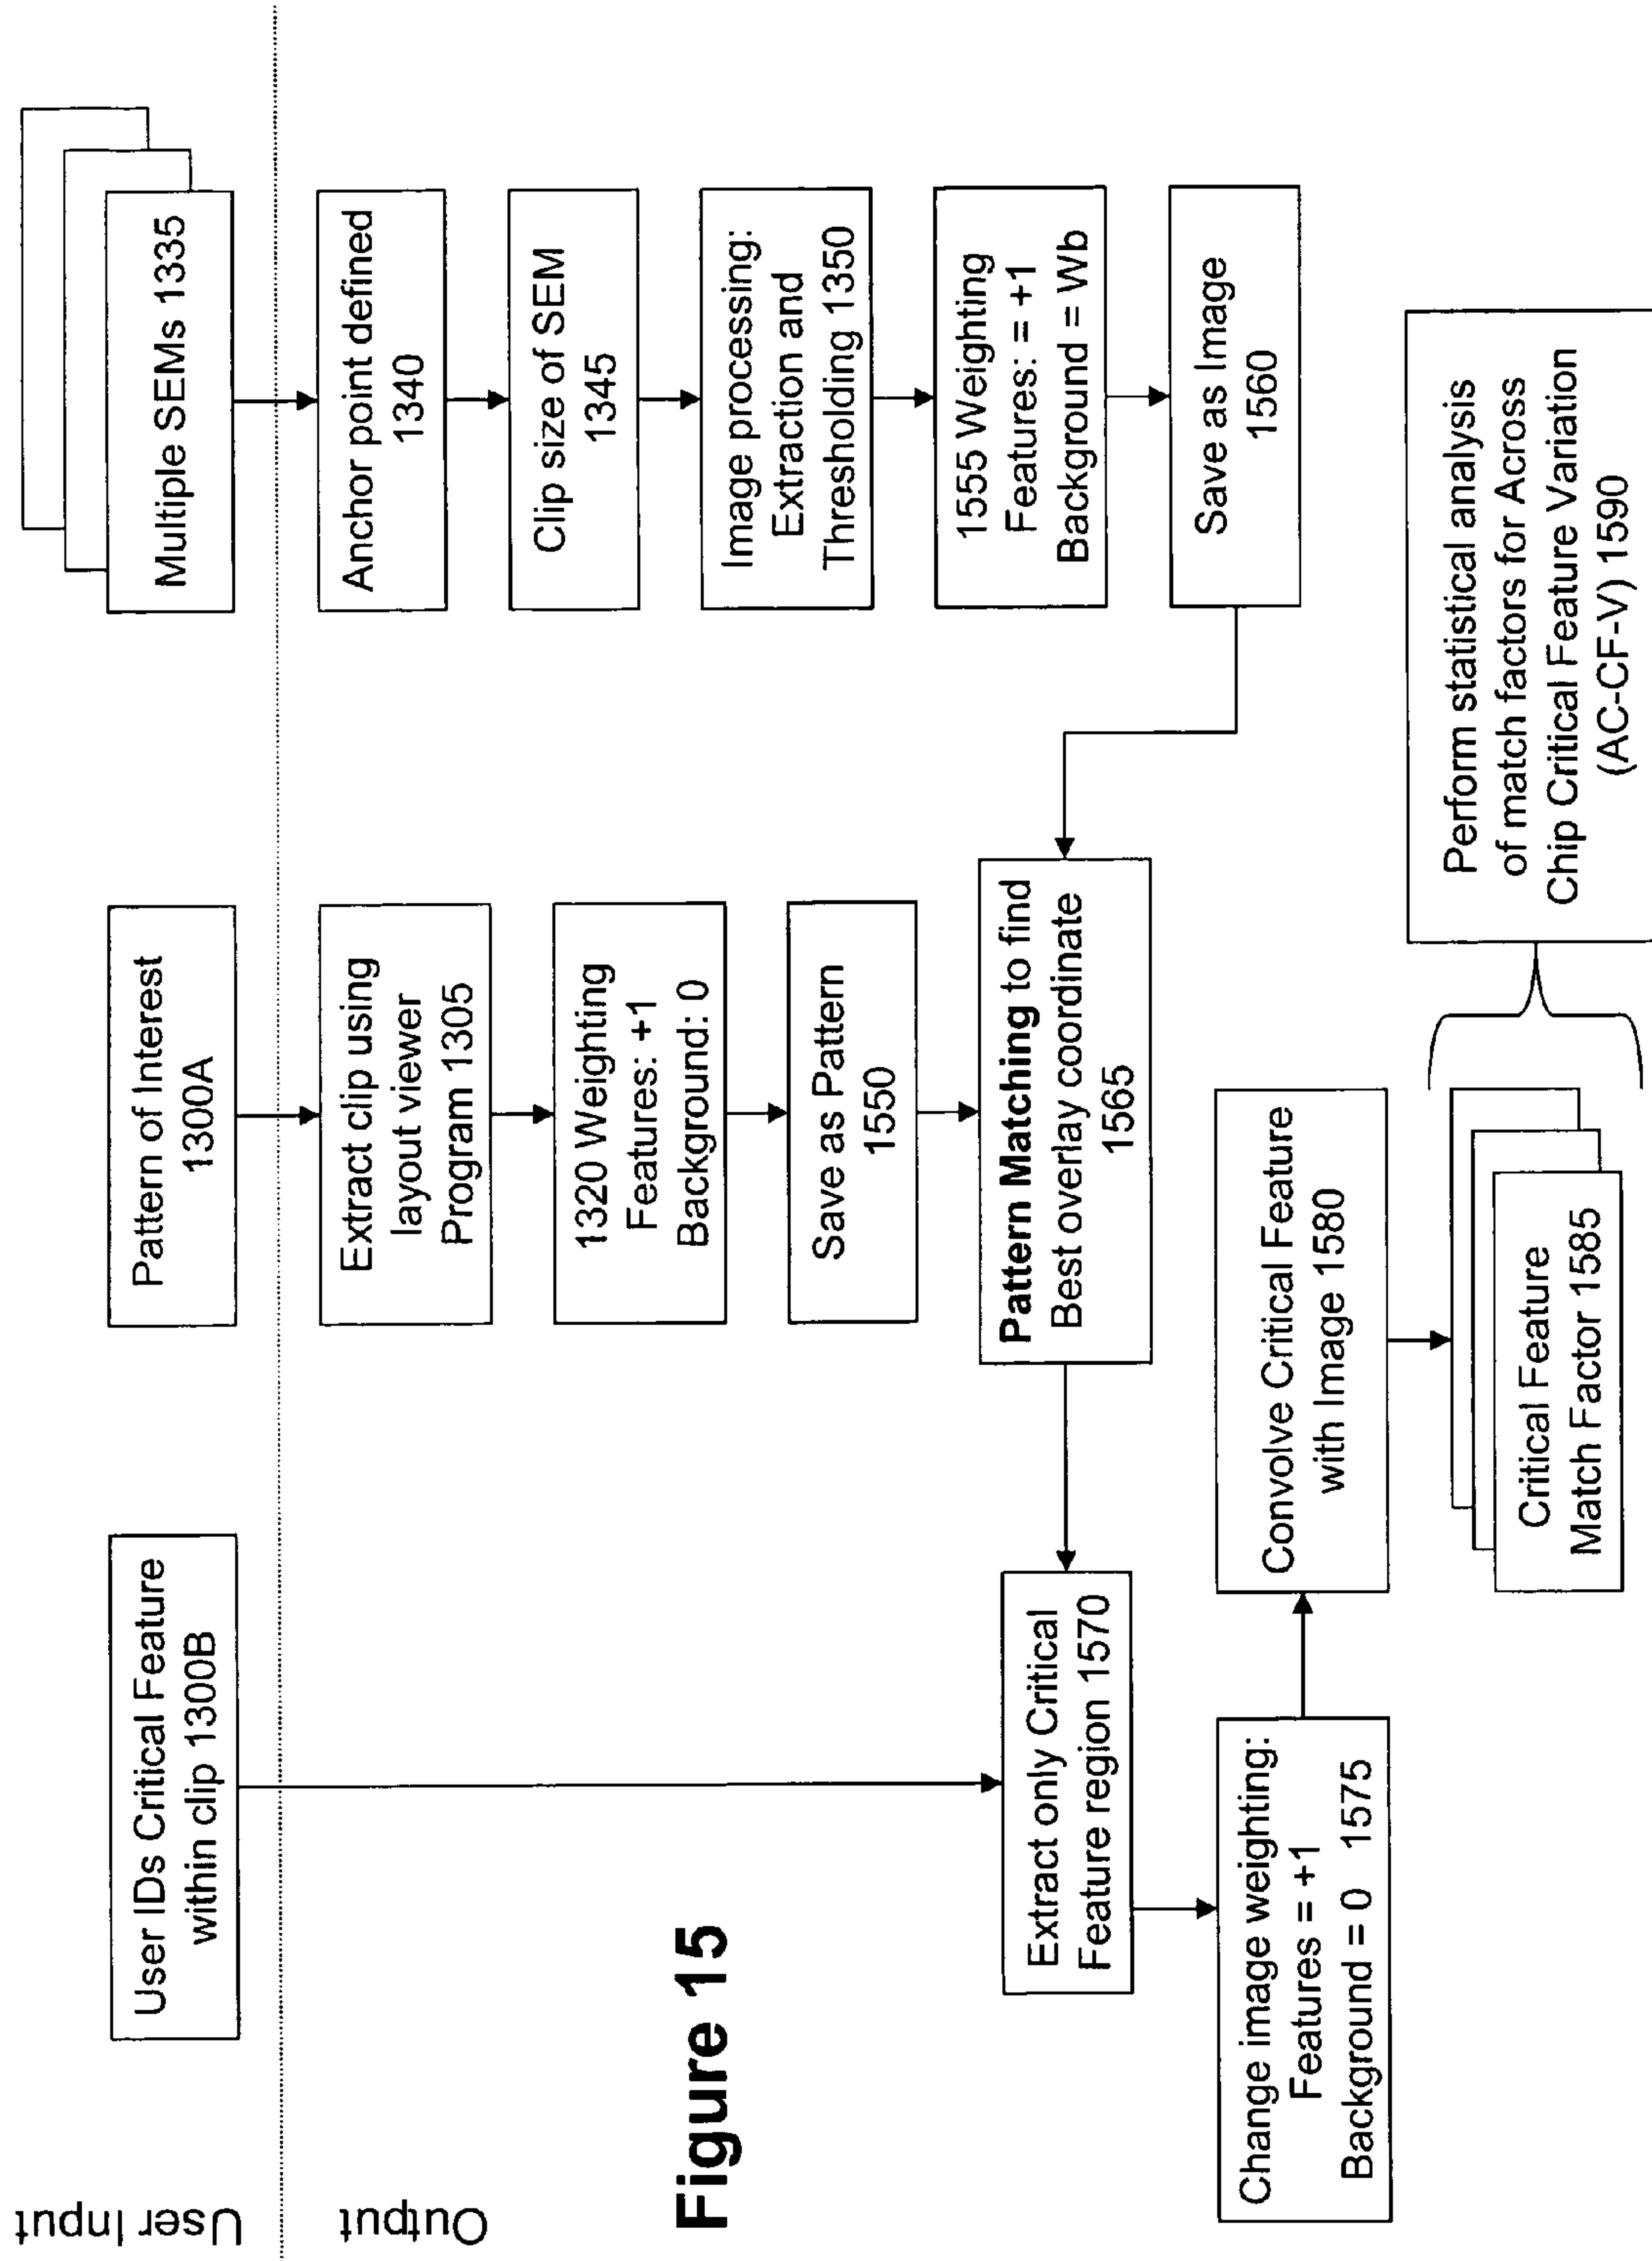 User Input
Output
User IDs Critical Feature
within clip 1300B
Pattern of Interest
1300A
Multiple SEMs 1335
Extract clip using
layout viewer
Program 1305
1320 Weighting
Features: +1
Background: 0
Save as Pattern
1550
Anchor point defined
1340
Clip size of SEM
1345
Image processing:
Extraction and
Thresholding 1350
1555 Weighting
Features: = +1
Background = Wb
Save as Image
1560
Pattern Matching to find
Best overlay coordinate
1565
Extract only Critical
Feature region 1570
Change image weighting:
Features = +1
Background = 0 1575
Convolve Critical Feature
with Image 1580
Critical Feature
Match Factor 1585
Perform statistical analysis
of match factors for Across
Chip Critical Feature Variation
(AC-CF-V) 1590
Figure 15